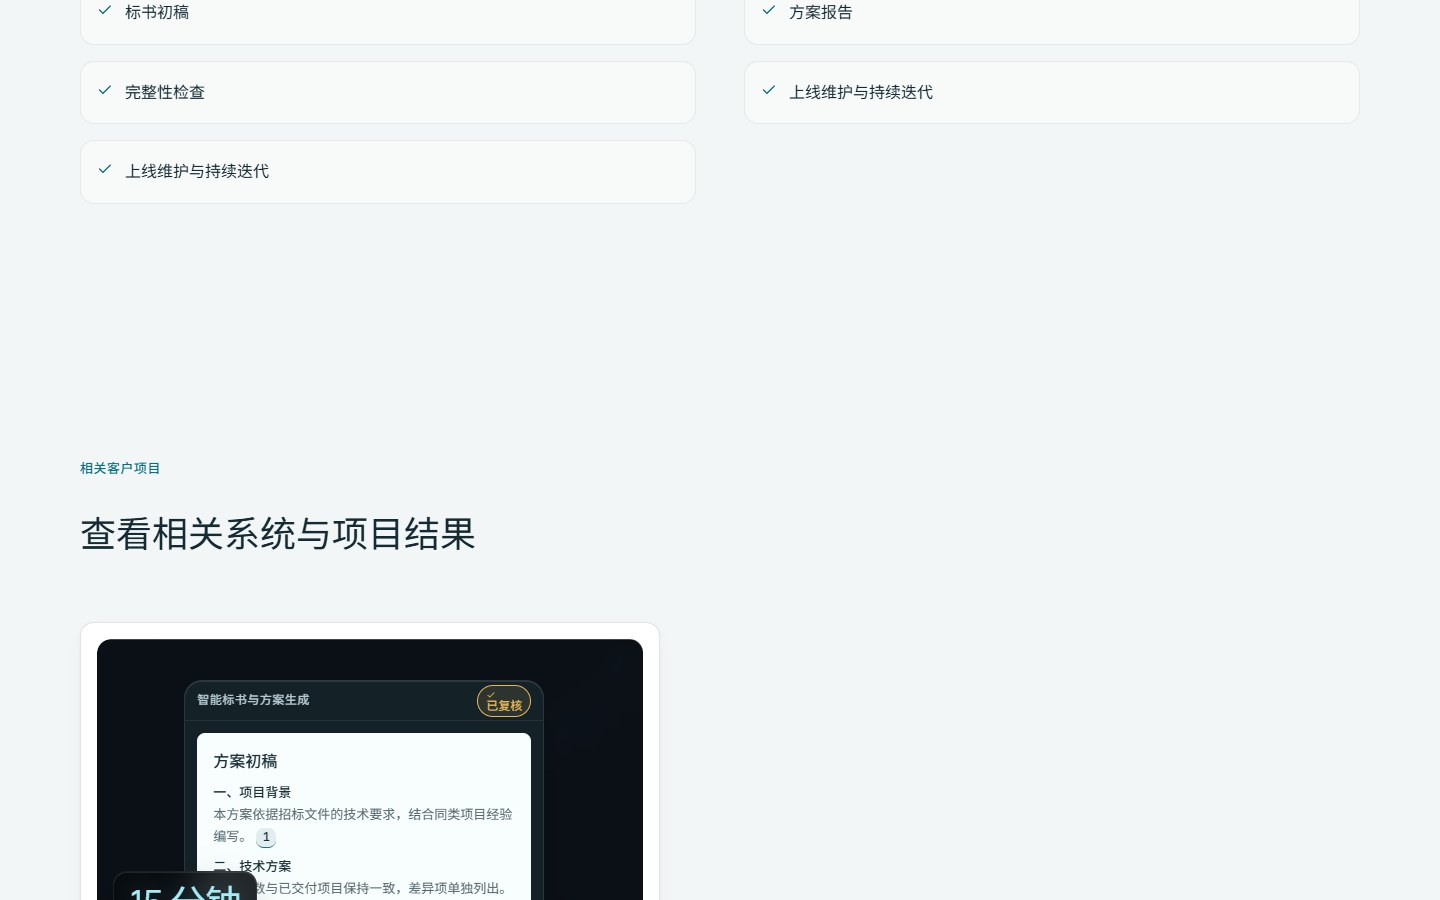 标书初稿
方案报告
完整性检查
上线维护与持续迭代
上线维护与持续迭代
相关客户项目
查看相关系统与项目结果
智能标书与方案生成
已复核
方案初稿
一、项目背景
本方案依据招标文件的技术要求，结合同类项目经验
编写。 1
二、技术方案
数与已交付项目保持一致，差异项单独列出。
15 分钟